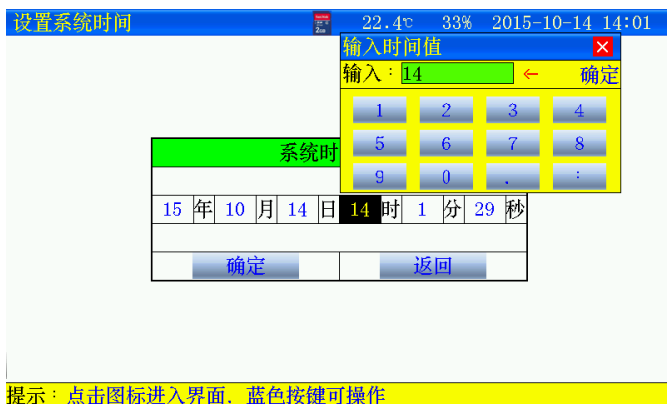 设置系统时间 22.4℃ 33% 2015-10-14 14:01
输入时间值
输入：14 ← 确定
1 2 3 4
5 6 7 8
9 0 . :
系统时
15 年 10 月 14 日 14 时 1 分 29 秒
确定 返回
提示：点击图标进入界面．蓝色按键可操作